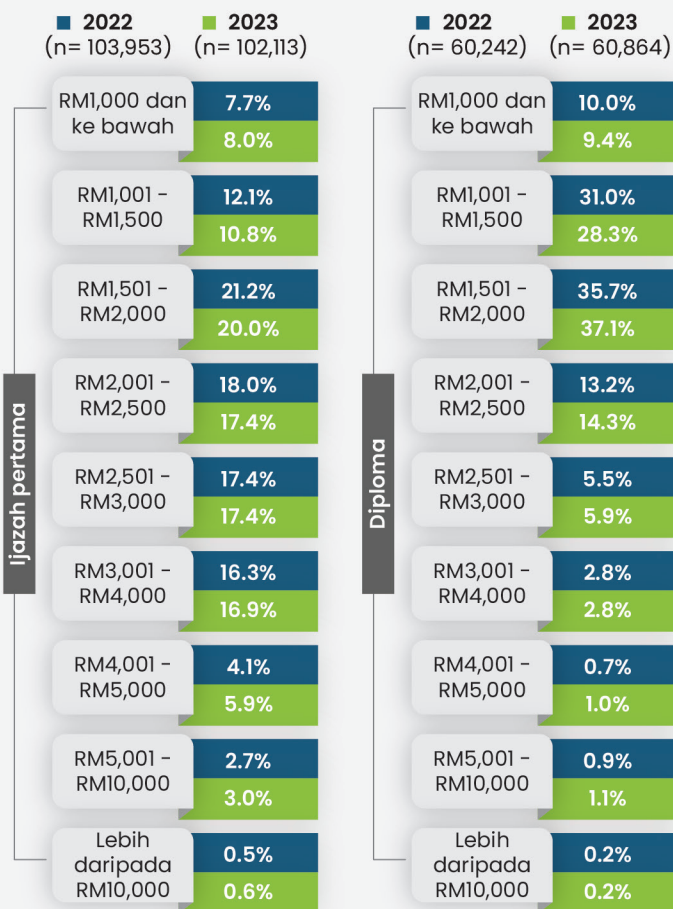 2022 2023
(n= 103,953) (n= 102,113)
Ijazah pertama
RM1,000 dan
ke bawah
7.7%
8.0%
RM1,001 -
RM1,500
12.1%
10.8%
RM1,501 -
RM2,000
21.2%
20.0%
RM2,001 -
RM2,500
18.0%
17.4%
RM2,501 -
RM3,000
17.4%
17.4%
RM3,001 -
RM4,000
16.3%
16.9%
RM4,001 -
RM5,000
4.1%
5.9%
RM5,001 -
RM10,000
2.7%
3.0%
Lebih
daripada
RM10,000
0.5%
0.6%
2022 2023
(n= 60,242) (n= 60,864)
Diploma
RM1,000 dan
ke bawah
10.0%
9.4%
RM1,001 -
RM1,500
31.0%
28.3%
RM1,501 -
RM2,000
35.7%
37.1%
RM2,001 -
RM2,500
13.2%
14.3%
RM2,501 -
RM3,000
5.5%
5.9%
RM3,001 -
RM4,000
2.8%
2.8%
RM4,001 -
RM5,000
0.7%
1.0%
RM5,001 -
RM10,000
0.9%
1.1%
Lebih
daripada
RM10,000
0.2%
0.2%